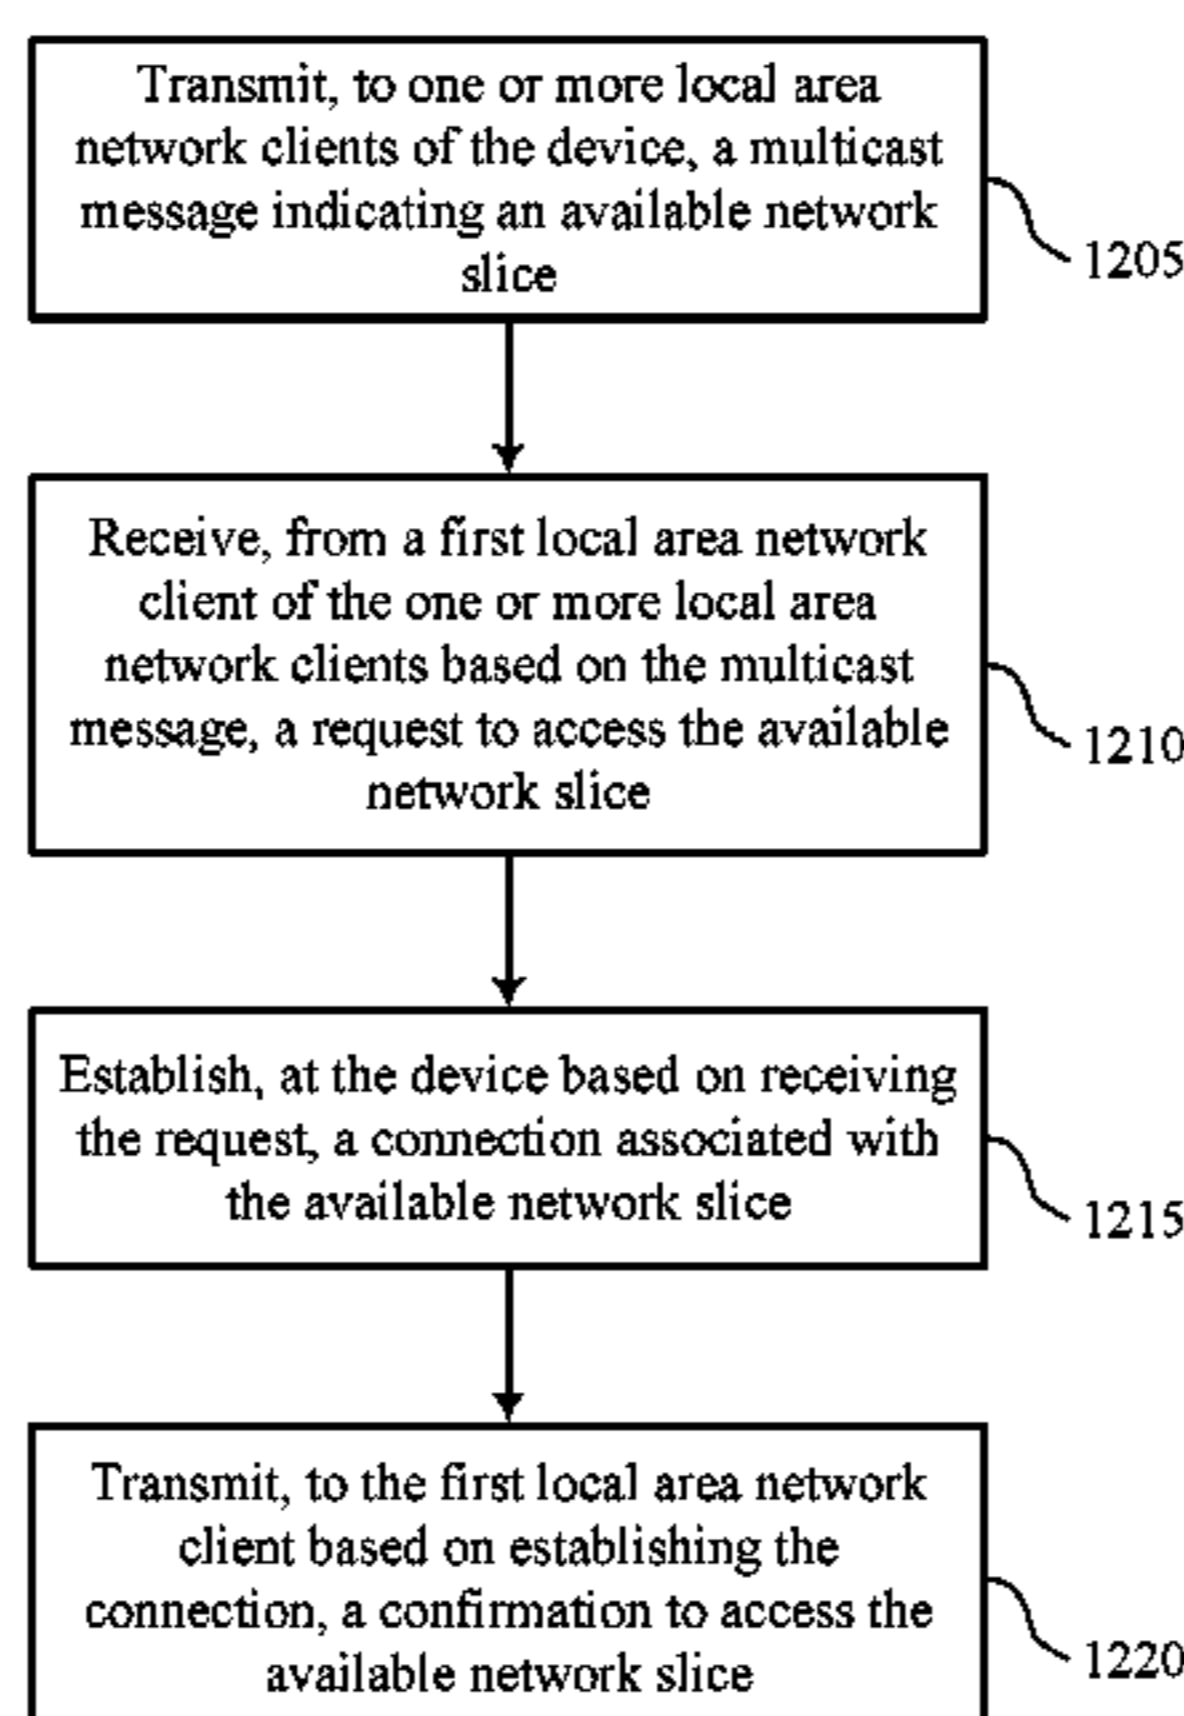 Transmit, to one or more local area
network clients of the device, a multicast
message indicating an available network
slice
1205
Receive, from a first local area network
client of the one or more local area
network clients based on the multicast
message, a request to access the available
network slice
1210
Establish, at the device based on receiving
the request, a connection associated with
the available network slice
1215
Transmit, to the first local area network
client based on establishing the
connection, a confirmation to access the
available network slice
1220